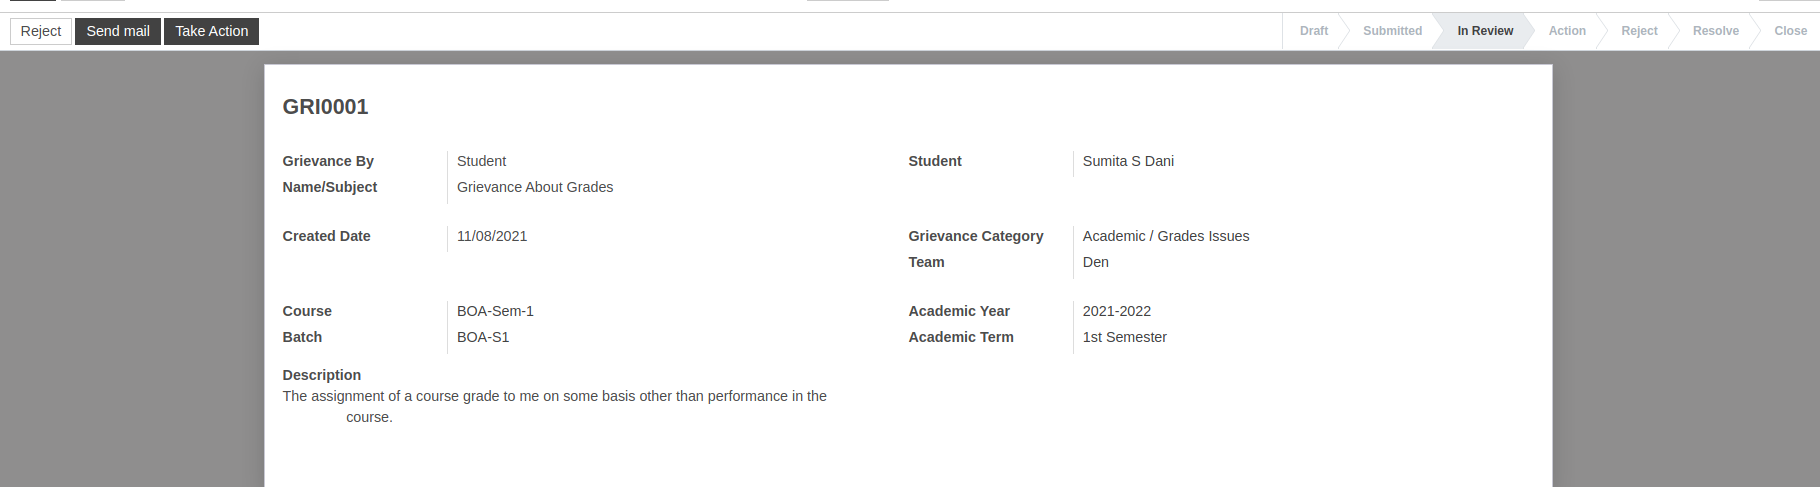 Reject Send mail Take Action Draft Submitted In Review Action Reject Resolve Close
GRI0001
Grievance By Student Student Sumita S Dani
Name/Subject Grievance About Grades
Created Date 11/08/2021 Grievance Category Academic / Grades Issues
Team Den
Course BOA-Sem-1 Academic Year 2021-2022
Batch BOA-S1 Academic Term 1st Semester
Description
The assignment of a course grade to me on some basis other than performance in the
course.